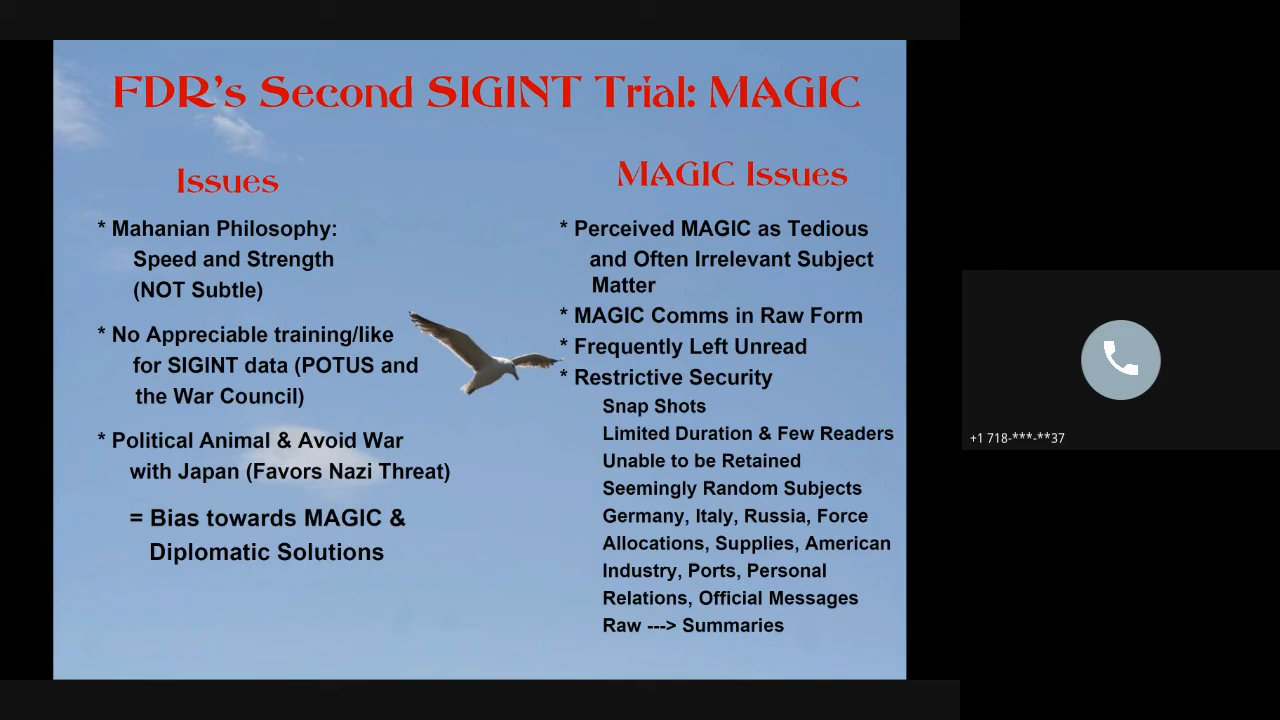 FDR's Second SIGINT Trial: MAGIC
Issues
* Mahanian Philosophy:
Speed and Strength
(NOT Subtle)
* No Appreciable training/like
for SIGINT data (POTUS and
the War Council)
* Political Animal & Avoid War
with Japan (Favors Nazi Threat)
= Bias towards MAGIC &
Diplomatic Solutions
MAGIC Issues
* Perceived MAGIC as Tedious
and Often Irrelevant Subject
Matter
* MAGIC Comms in Raw Form
* Frequently Left Unread
* Restrictive Security
Snap Shots
Limited Duration & Few Readers
Unable to be Retained
Seemingly Random Subjects
Germany, Italy, Russia, Force
Allocations, Supplies, American
Industry, Ports, Personal
Relations, Official Messages
Raw ---> Summaries
+1 718-***-**37